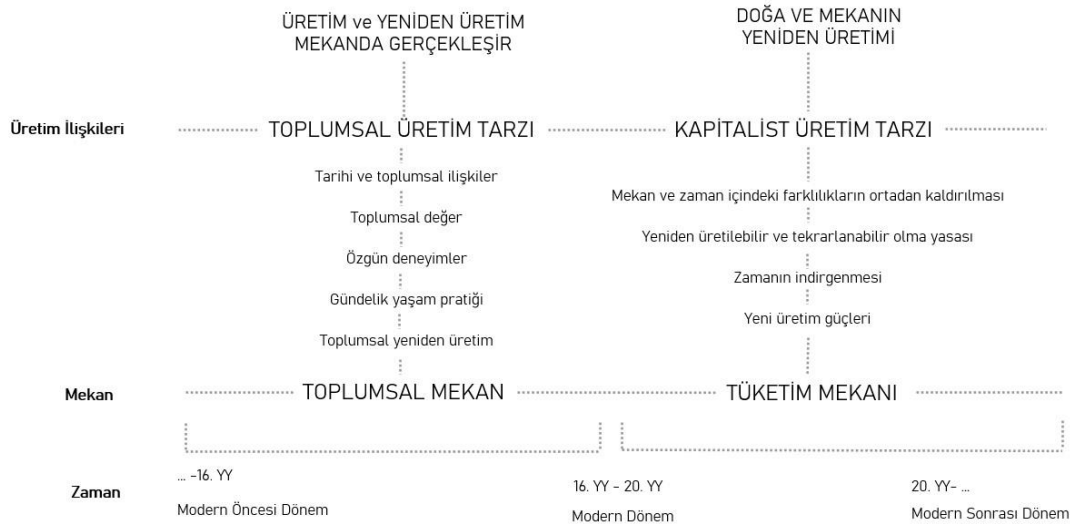 ÜRETİM ve YENİDEN ÜRETİM
MEKANDA GERÇEKLEŞİR
DOĞA VE MEKANIN
YENİDEN ÜRETİMİ
Üretim İlişkileri
TOPLUMSAL ÜRETİM TARZI
KAPİTALİST ÜRETİM TARZI
Tarihi ve toplumsal ilişkiler
Toplumsal değer
Özgün deneyimler
Gündelik yaşam pratiği
Toplumsal yeniden üretim
Mekan ve zaman içindeki farklılıkların ortadan kaldırılması
Yeniden üretilebilir ve tekrarlanabilir olma yasası
Zamanın indirgenmesi
Yeni üretim güçleri
Mekan
TOPLUMSAL MEKAN
TÜKETİM MEKANI
Zaman
... -16. YY
Modern Öncesi Dönem
16. YY - 20. YY
Modern Dönem
20. YY- ...
Modern Sonrası Dönem